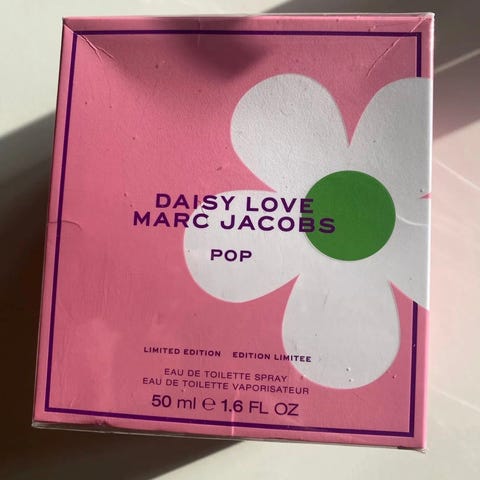 DAISY LOVE
MARC JACOBS
POP
LIMITED EDITION EDITION LIMITEE
EAU DE TOILETTE SPRAY
EAU DE TOILETTE VAPORISATEUR
50 ml ℮ 1.6 FL OZ